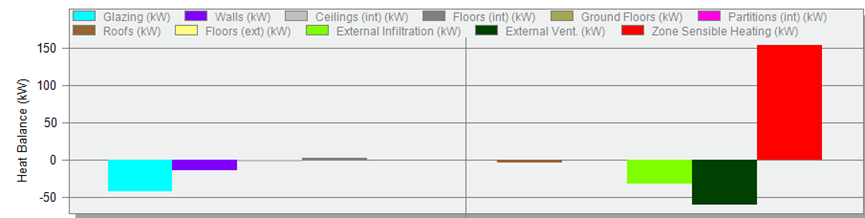 Glazing (kW) Walls (kW) Ceilings (int) (kW) Floors (int) (kW) Ground Floors (kW) Partitions (int) (kW)
Roofs (kW) Floors (ext) (kW) External Infiltration (kW) External Vent. (kW) Zone Sensible Heating (kW)
Heat Balance (kW)
150
100
50
0
-50